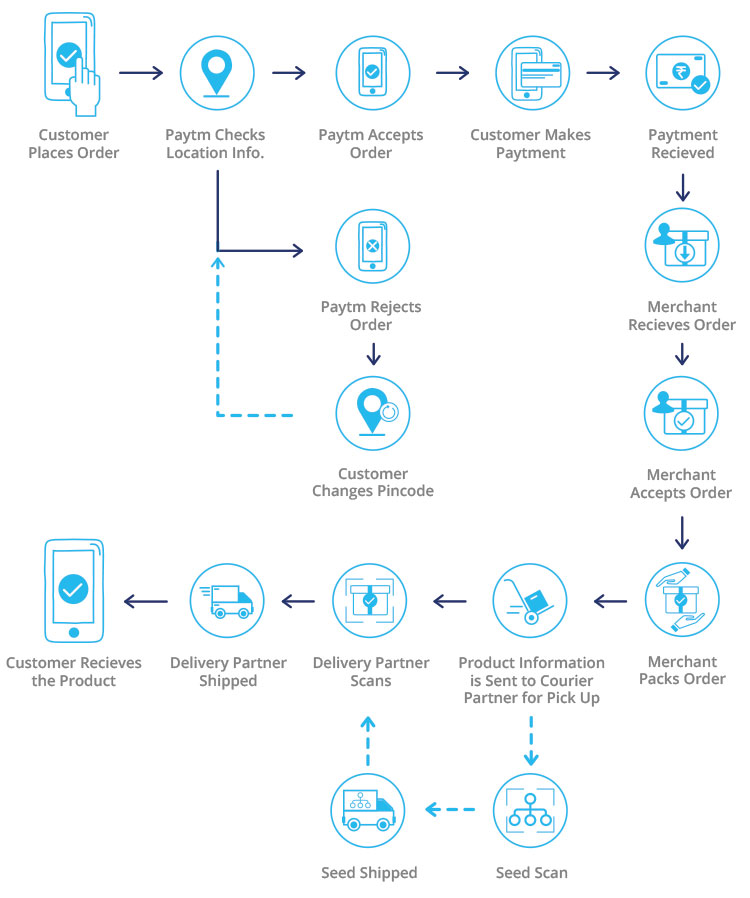 Customer
Places Order
Paytm Checks
Location Info.
Paytm Accepts
Order
Customer Makes
Paytment
Paytment
Recieved
Paytm Rejects
Order
Merchant
Recieves Order
Customer
Changes Pincode
Merchant
Accepts Order
Customer Recieves
the Product
Delivery Partner
Shipped
Delivery Partner
Scans
Product Information
is Sent to Courier
Partner for Pick Up
Merchant
Packs Order
Seed Shipped
Seed Scan